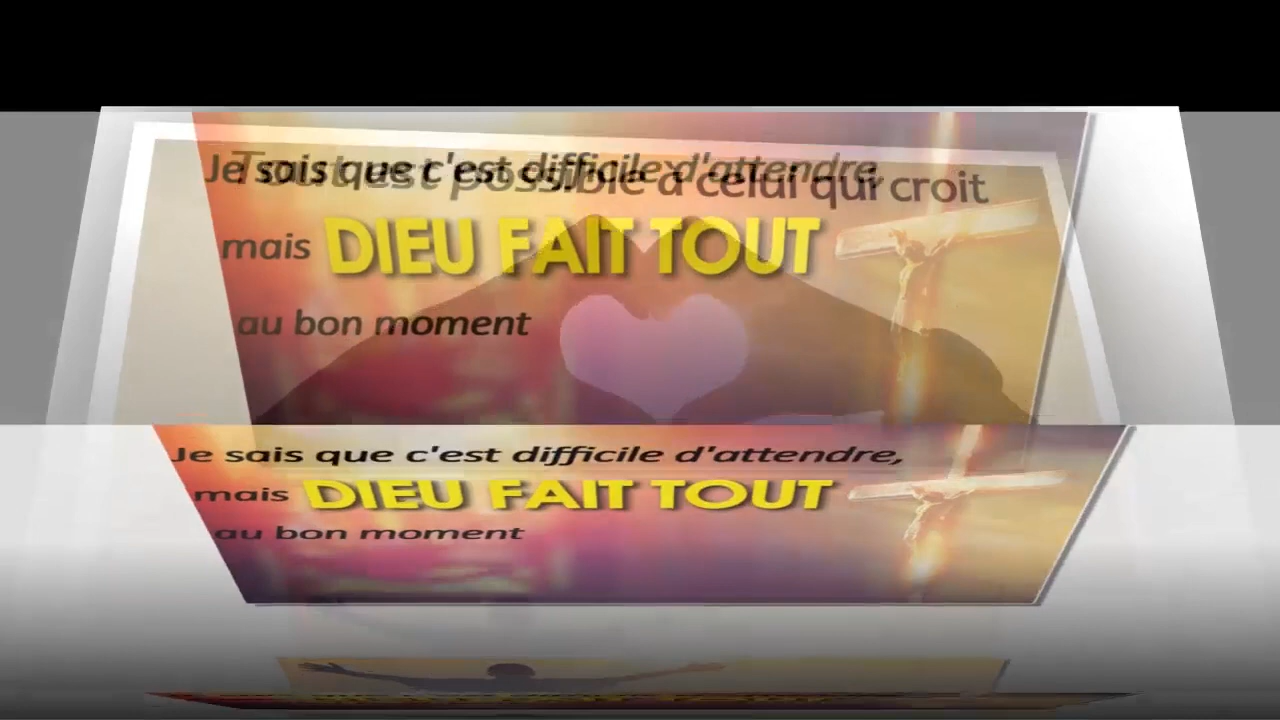 Je sais que c'est difficile d'attendre,
Tout est possible à celui qui croit
mais DIEU FAIT TOUT
au bon moment
Je sais que c'est difficile d'attendre,
mais DIEU FAIT TOUT
au bon moment